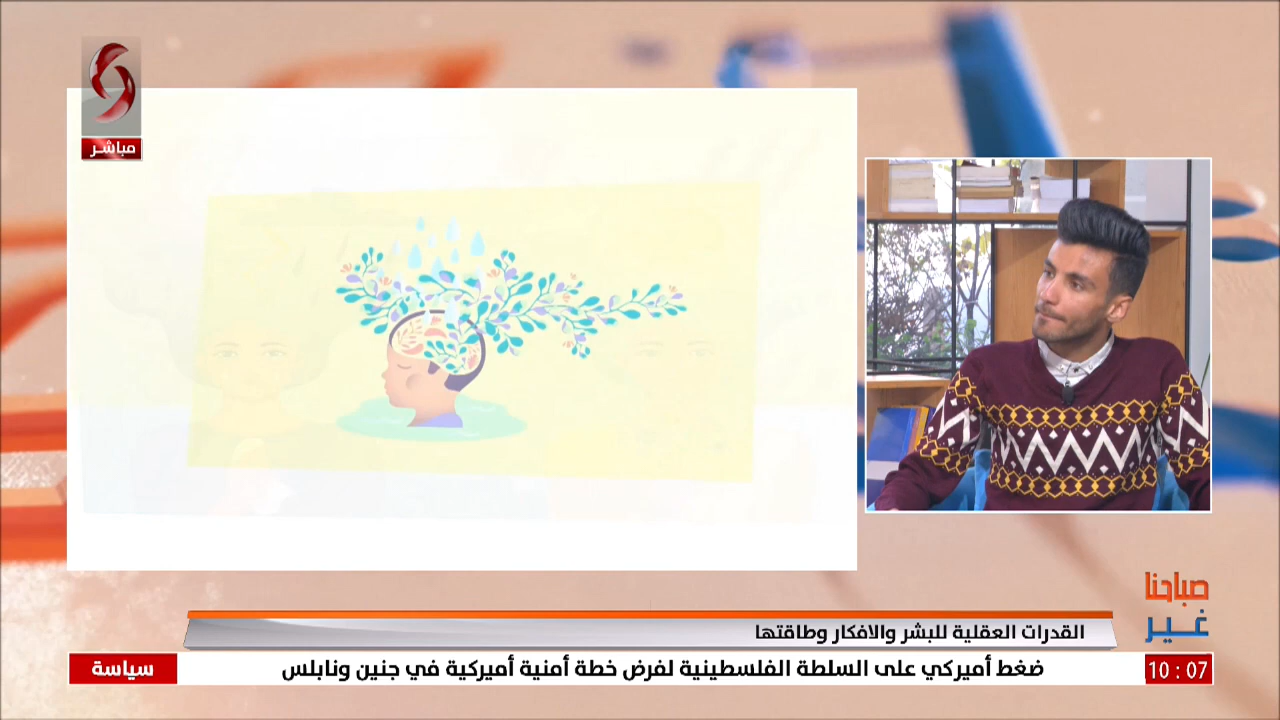 مباشر
صباحنا
غير
القدرات العقلية للبشر والافكار وطاقتها
10 : 07
ضغط أميركي على السلطة الفلسطينية لفرض خطة أمنية أميركية في جنين ونابلس
سياسة